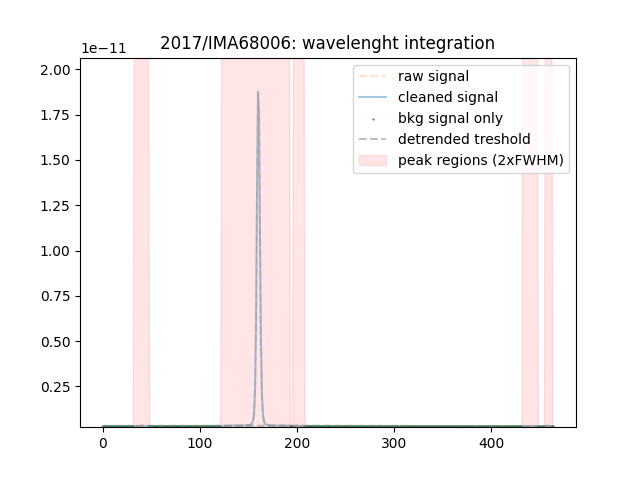 2017/IMA68006: wavelenght integration
1e−11
2.00
1.75
1.50
1.25
1.00
0.75
0.50
0.25
0
100
200
300
400
raw signal
cleaned signal
bkg signal only
detrended treshold
peak regions (2xFWHM)